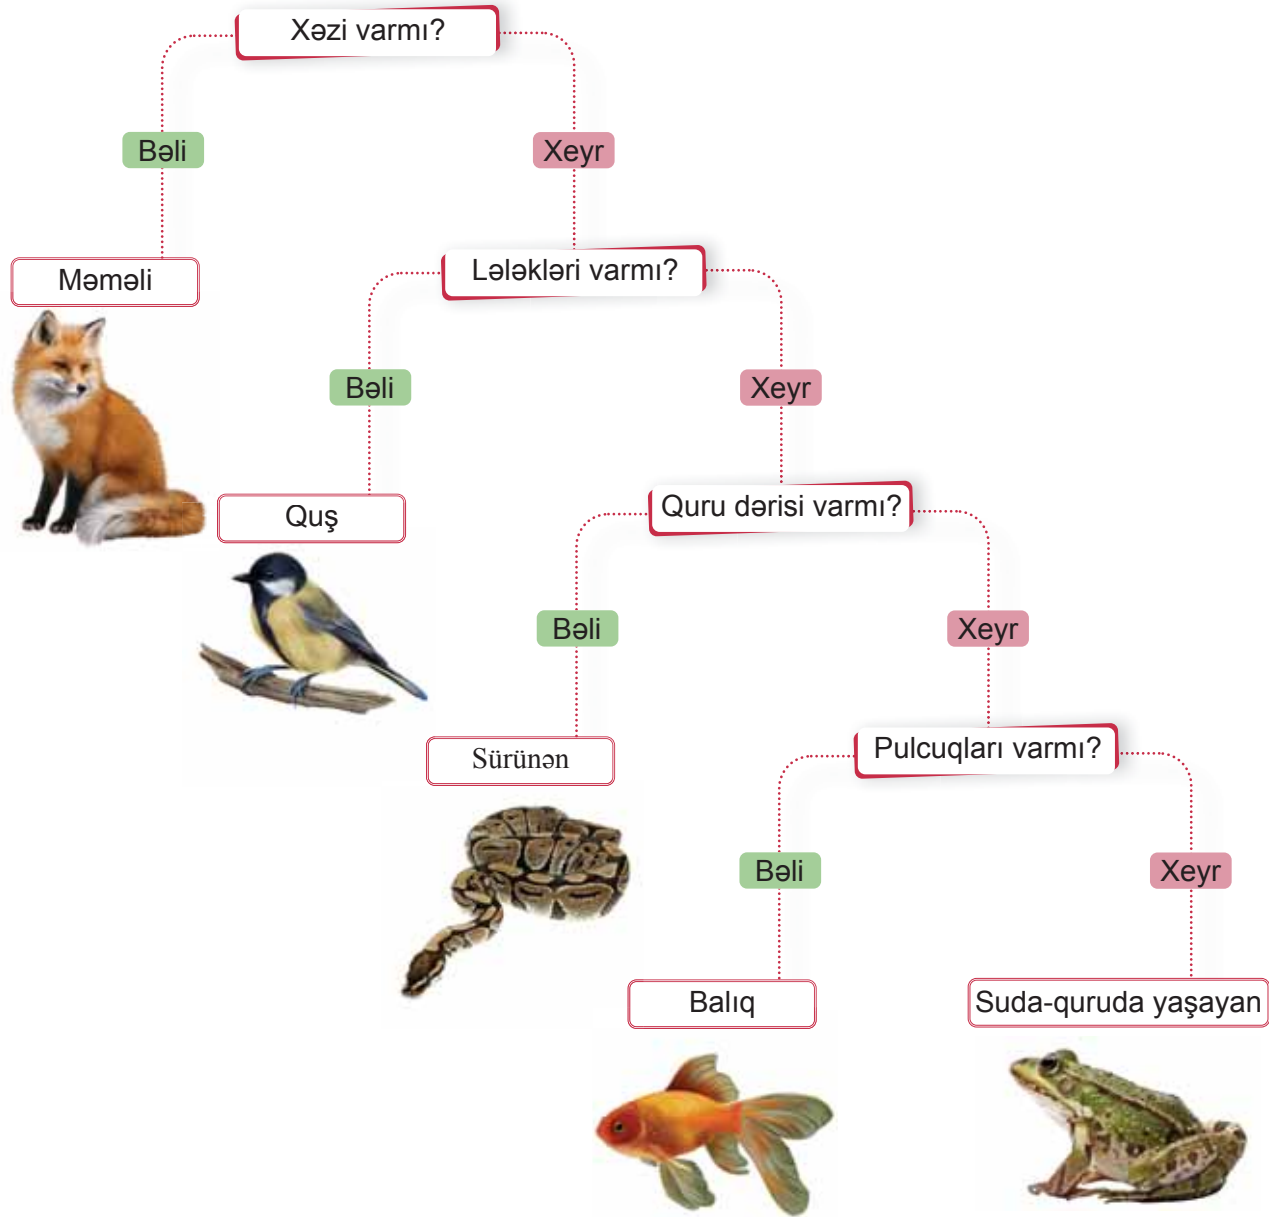 Xəzi varmı?
Bəli
Xeyr
Məməli
Lələkləri varmı?
Bəli
Xeyr
Quş
Quru dərisi varmı?
Bəli
Xeyr
Sürünən
Pulcuqları varmı?
Bəli
Xeyr
Balıq
Suda-quruda yaşayan